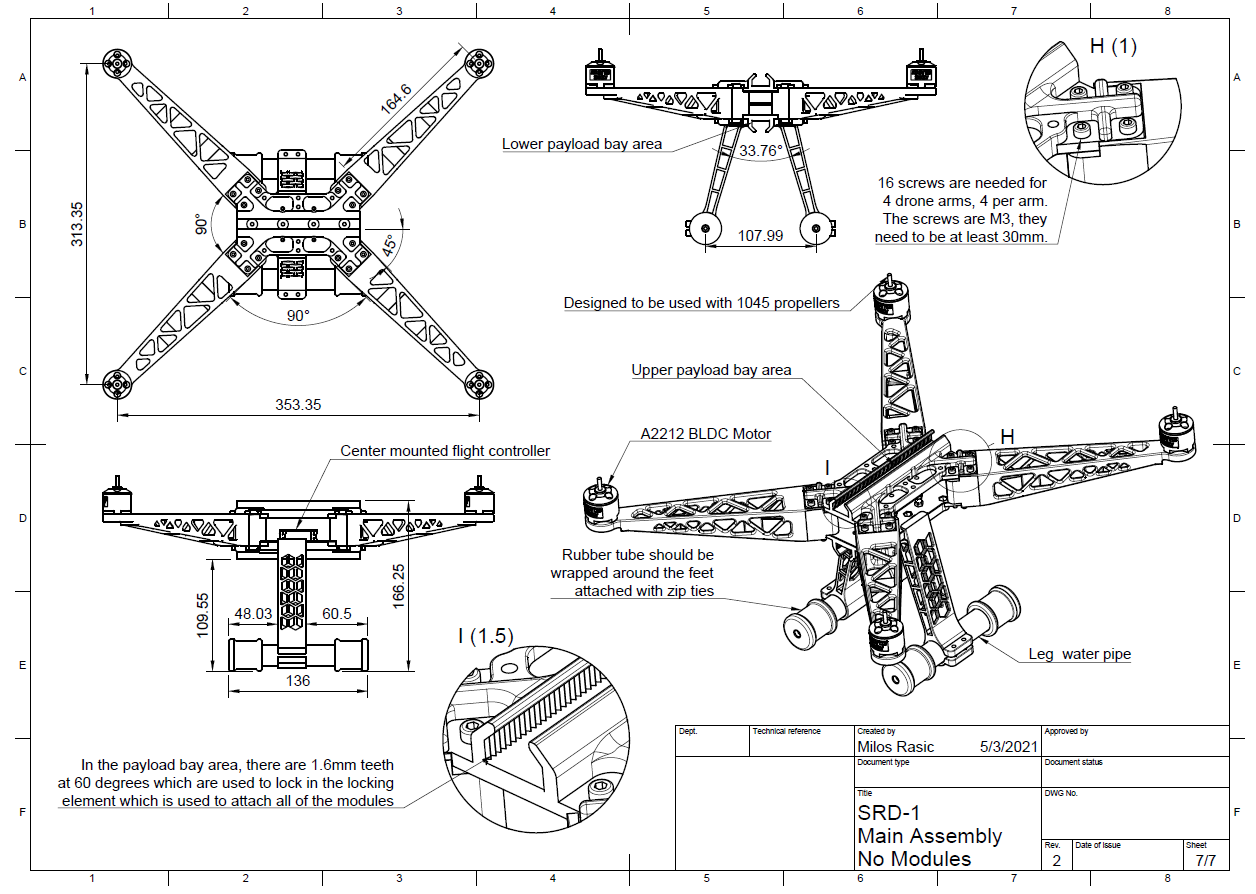 1 2 3 4 5 6 7 8
A
B
C
D
E
F
A
B
C
D
E
F
313.35
164.6
90°
45°
90°
353.35
Lower payload bay area
33.76°
107.99
H (1)
16 screws are needed for
4 drone arms, 4 per arm.
The screws are M3, they
need to be at least 30mm.
Designed to be used with 1045 propellers
Upper payload bay area
A2212 BLDC Motor
H
I
Center mounted flight controller
Rubber tube should be
wrapped around the feet
attached with zip ties
Leg water pipe
109.55
48.03
60.5
166.25
136
I (1.5)
In the payload bay area, there are 1.6mm teeth
at 60 degrees which are used to lock in the locking
element which is used to attach all of the modules
Dept.
Technical reference
Created by
Milos Rasic 5/3/2021
Approved by
Document type
Document status
Title
SRD-1
Main Assembly
No Modules
DWG No.
Rev.
2
Date of issue
Sheet
7/7
1 2 3 4 5 6 7 8